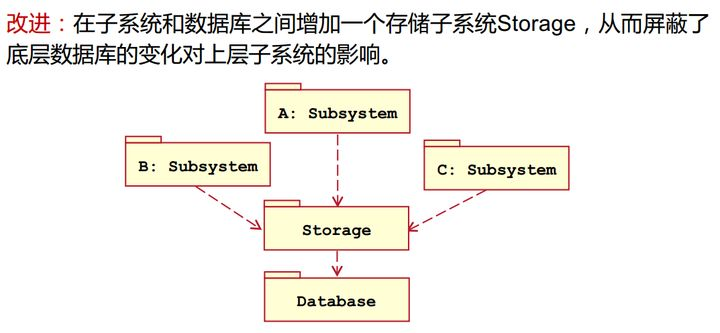 改进：在子系统和数据库之间增加一个存储子系统Storage，从而屏蔽了
底层数据库的变化对上层子系统的影响。
A: Subsystem
B: Subsystem
C: Subsystem
Storage
Database